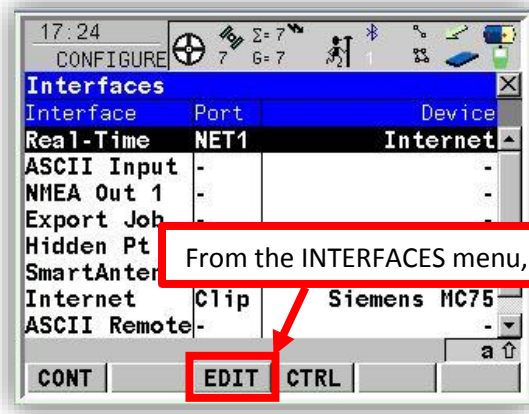 17:24
CONFIGURE 7 Σ=7 G=7 1
Interfaces
Interface Port Device
Real-Time NET1 Internet
ASCII Input - -
NMEA Out 1 - -
Export Job - -
Hidden Pt
SmartAnten
From the INTERFACES menu,
Internet Clip Siemens MC75
ASCII Remote - -
a
CONT EDIT CTRL